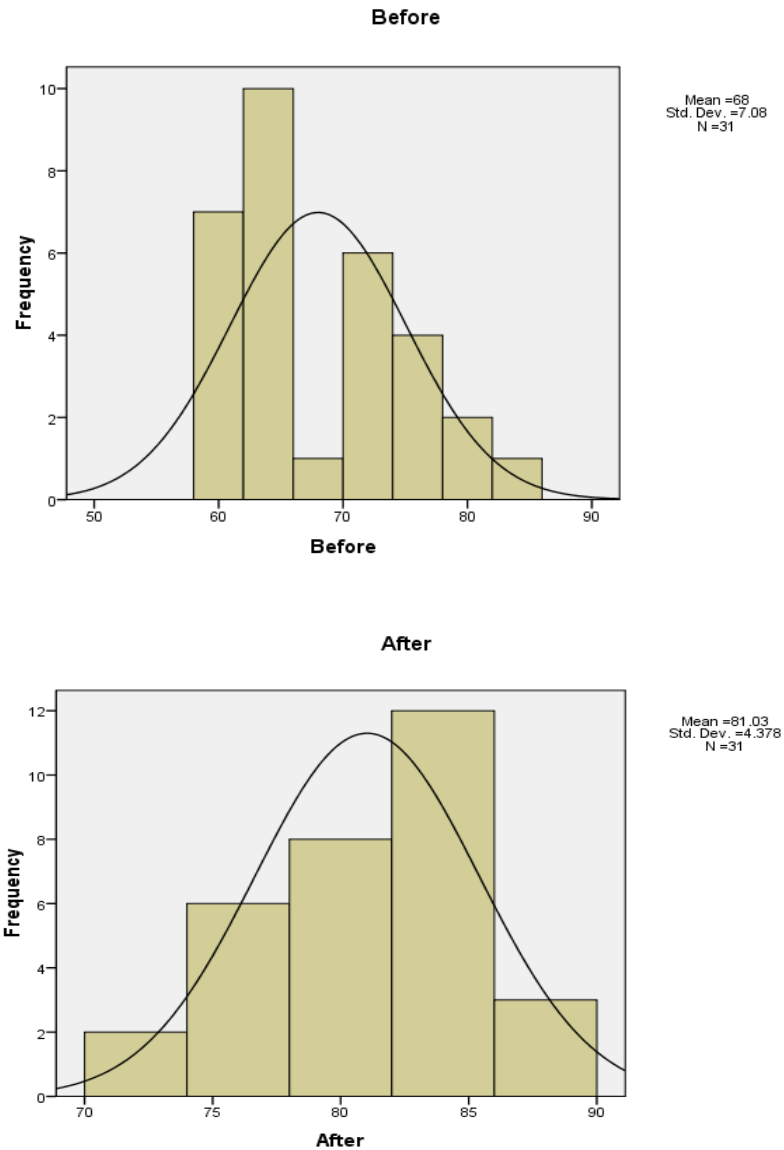 Before
Mean =68
Std. Dev. =7.08
N =31
10
8
6
4
2
0
Frequency
50 60 70 80 90
Before
After
Mean =81.03
Std. Dev. =4.378
N =31
12
10
8
6
4
2
0
Frequency
70 75 80 85 90
After